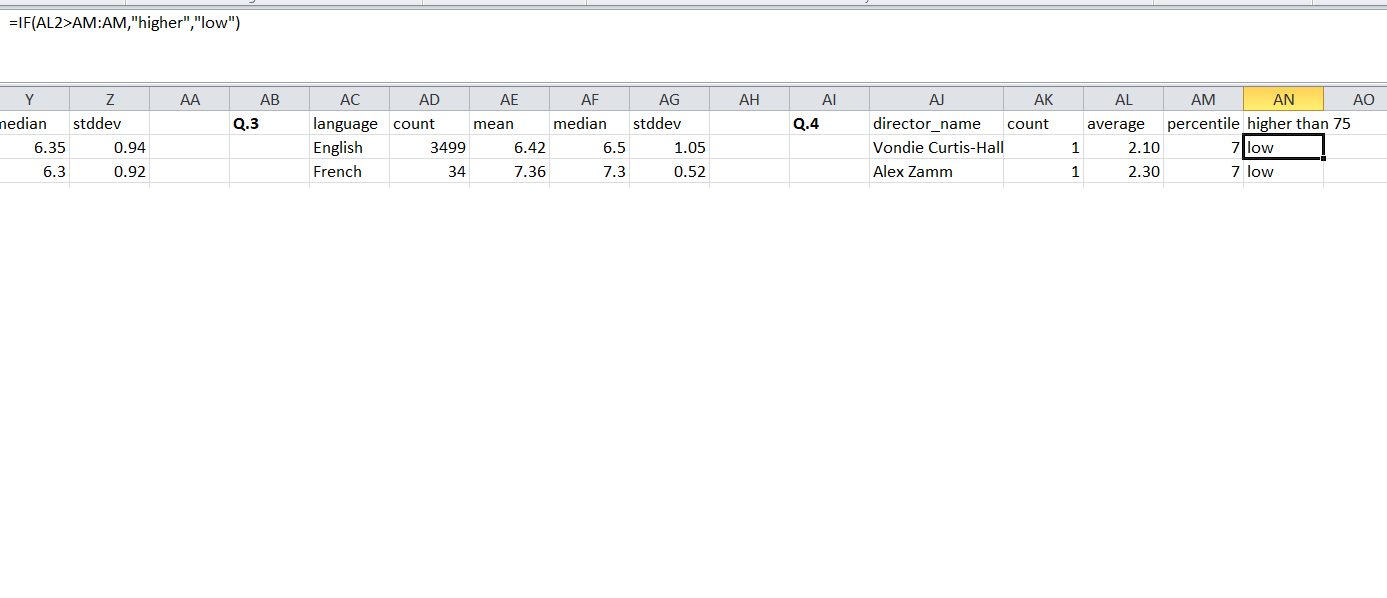 =IF(AL2>AM:AM,"higher","low")
Y Z AA AB AC AD AE AF AG AH AI AJ AK AL AM AN AO
median stddev Q.3 language count mean median stddev Q.4 director_name count average percentile higher than 75
6.35 0.94 English 3499 6.42 6.5 1.05 Vondie Curtis-Hall 1 2.10 7 low
6.3 0.92 French 34 7.36 7.3 0.52 Alex Zamm 1 2.30 7 low